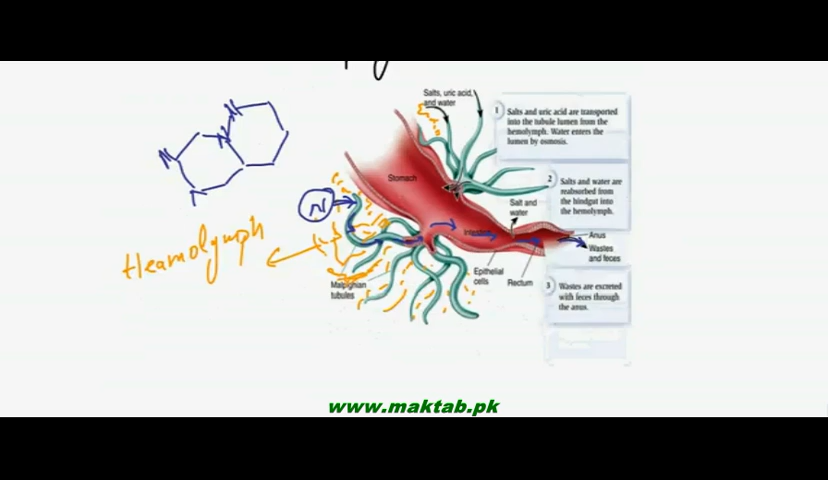 Salts, uric acid,
and water
1 Salts and uric acid are transported
into the tubule lumen from the
hemolymph. Water enters the
lumen by osmosis.
Stomach
2 Salts and water are
reabsorbed from
the hindgut into
the hemolymph.
N
N
N
N
N
Salt and
water
Heamolymph
Intestine
Anus
Wastes
and feces
Malpighian
tubules
Epithelial
cells
Rectum
3 Wastes are excreted
with feces through
the anus.
www.maktab.pk